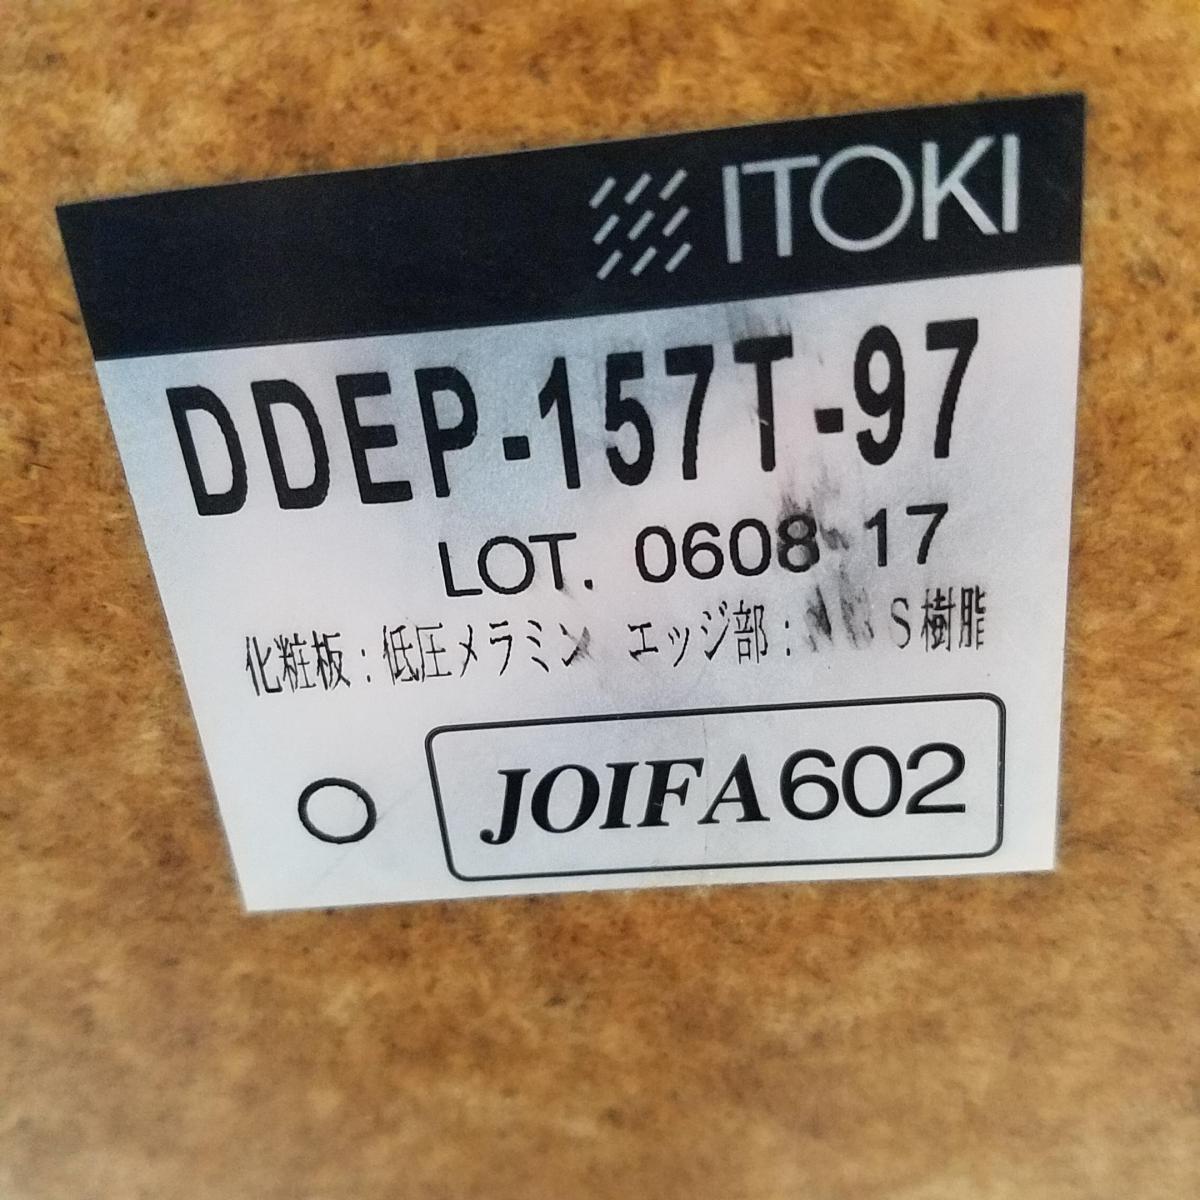 ITOKI
DDEP-157T-97
LOT. 0608 17
化粧板：低圧メラミン　エッジ部： S樹脂
JOIFA602